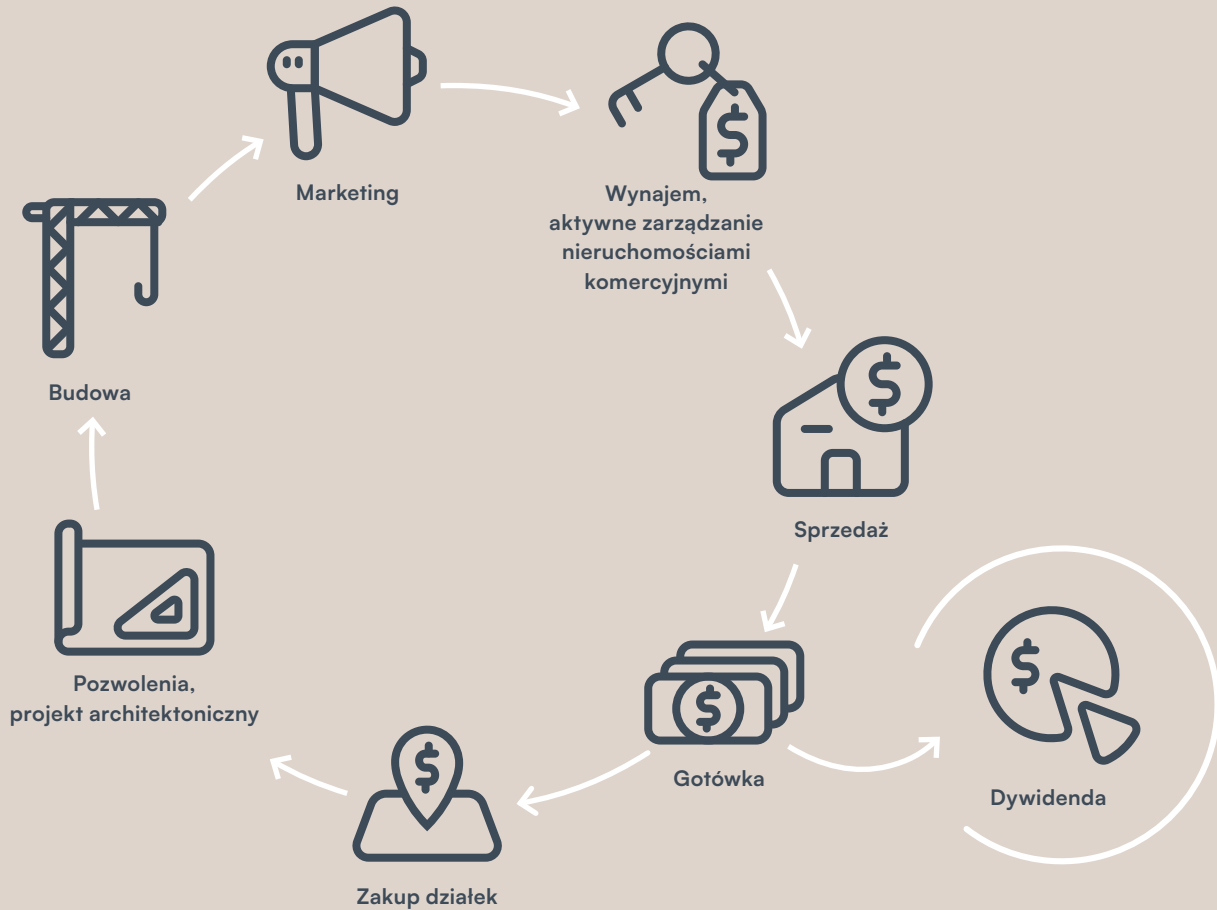 Marketing
Wynajem,
aktywne zarządzanie
nieruchomościami
komercyjnymi
Budowa
Sprzedaż
Pozwolenia,
projekt architektoniczny
Gotówka
Dywidenda
Zakup działek